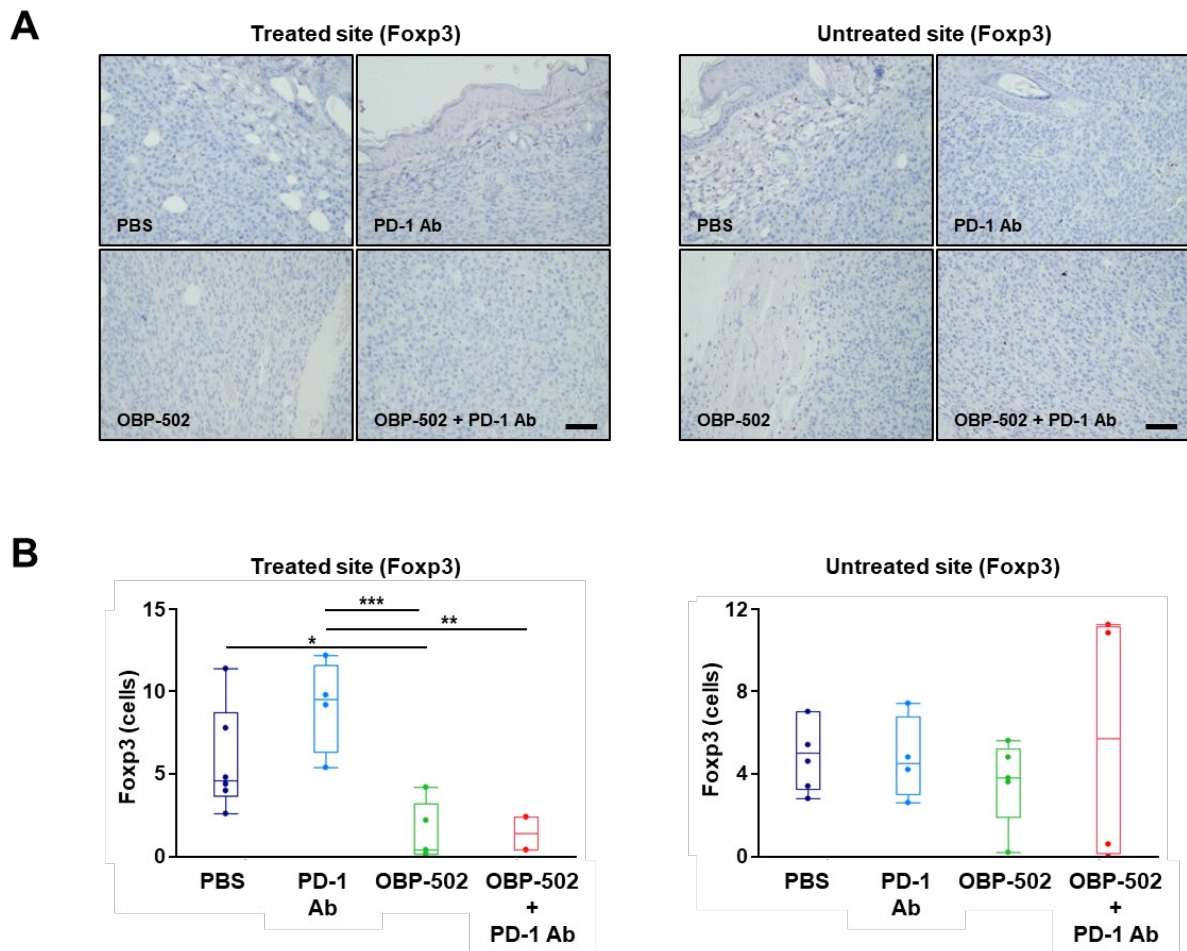 A
Treated site (Foxp3)
Untreated site (Foxp3)
PBS
PD-1 Ab
PBS
PD-1 Ab
OBP-502
OBP-502 + PD-1 Ab
OBP-502
OBP-502 + PD-1 Ab
B
Treated site (Foxp3)
Untreated site (Foxp3)
Foxp3 (cells)
15
10
5
0
***
**
*
PBS
PD-1
Ab
OBP-502
OBP-502
+
PD-1 Ab
Foxp3 (cells)
12
8
4
0
PBS
PD-1
Ab
OBP-502
OBP-502
+
PD-1 Ab